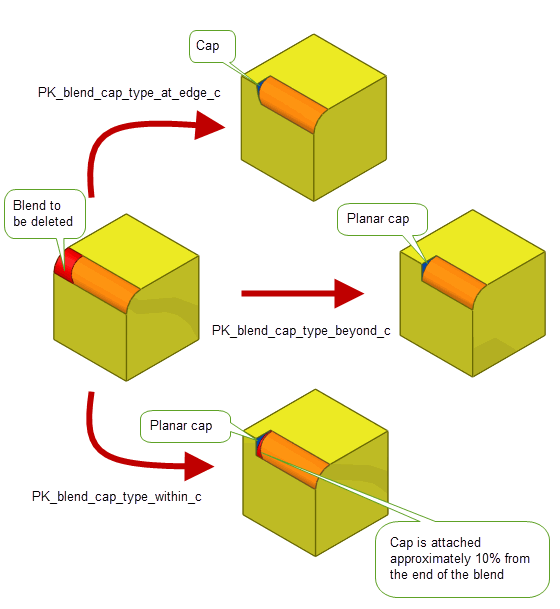 Cap
PK_blend_cap_type_at_edge_c
Blend to
be deleted
Planar cap
PK_blend_cap_type_beyond_c
Planar cap
PK_blend_cap_type_within_c
Cap is attached
approximately 10% from
the end of the blend